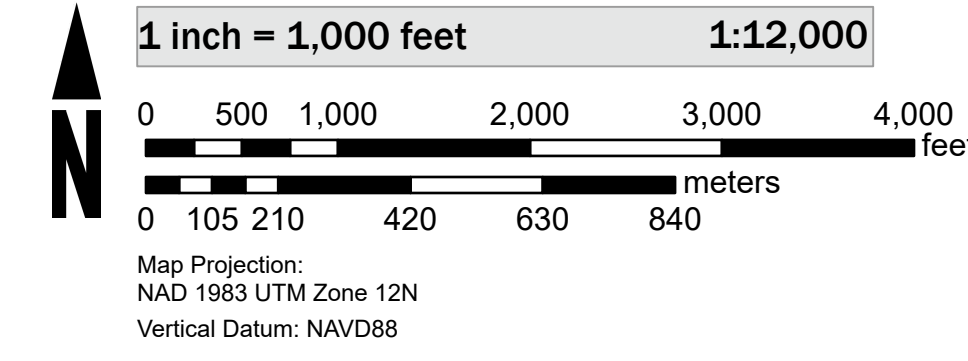 1 inch = 1,000 feet 1:12,000
0 500 1,000 2,000 3,000 4,000
feet
meters
0 105 210 420 630 840
N
Map Projection:
NAD 1983 UTM Zone 12N
Vertical Datum: NAVD88